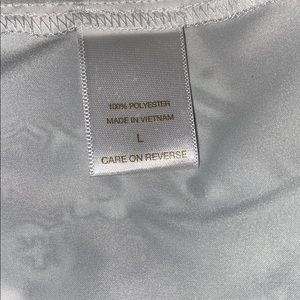 100% POLYESTER
MADE IN VIETNAM
L
CARE ON REVERSE